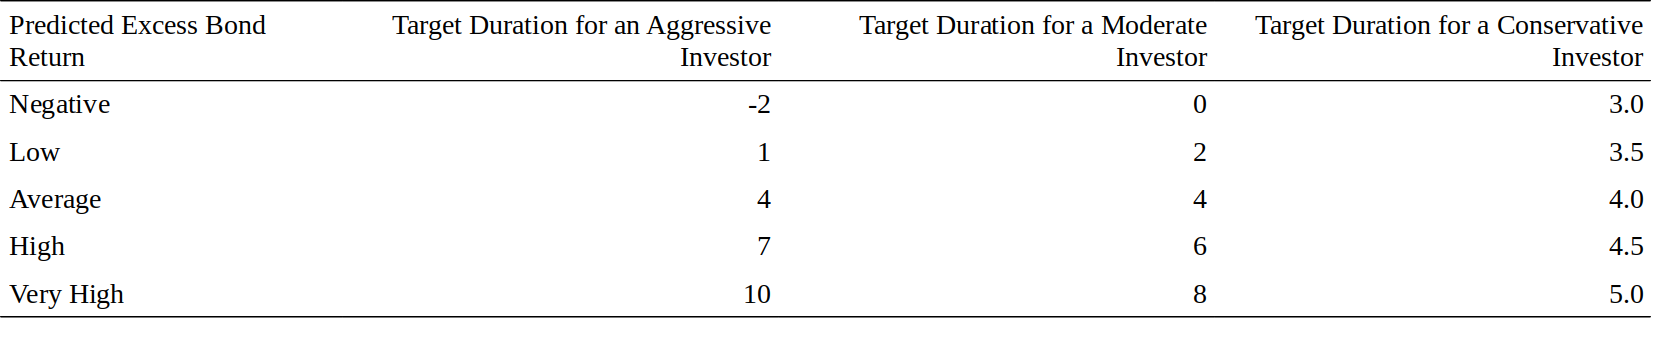 Predicted Excess Bond Target Duration for an Aggressive Target Duration for a Moderate Target Duration for a Conservative
Return Investor Investor Investor
Negative -2 0 3.0
Low 1 2 3.5
Average 4 4 4.0
High 7 6 4.5
Very High 10 8 5.0